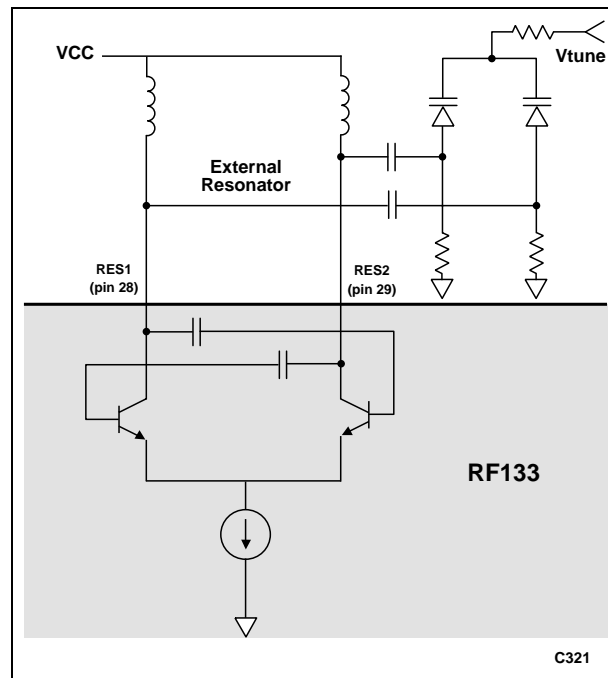 VCC
Vtune
External
Resonator
RES1
(pin 28)
RES2
(pin 29)
RF133
C321